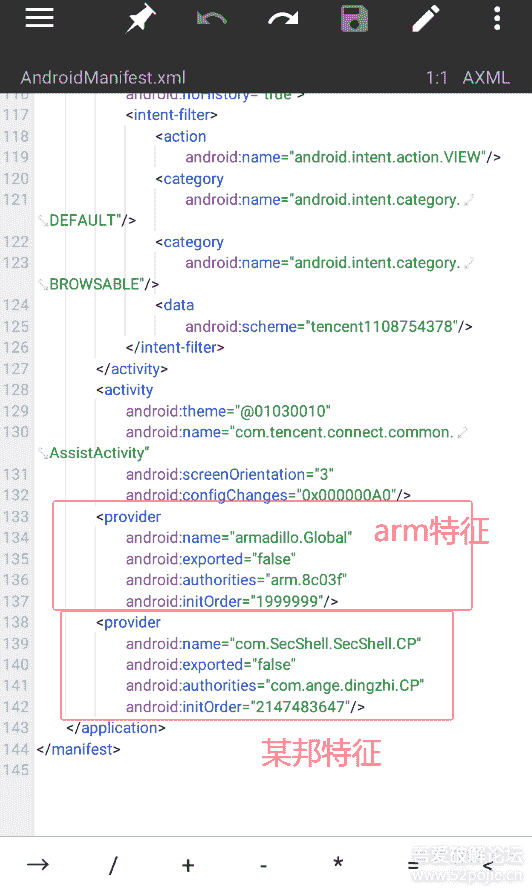 AndroidManifest.xml 1:1 AXML
116 android:noHistory="true">
117 <intent-filter>
118 <action
119 android:name="android.intent.action.VIEW"/>
120 <category
121 android:name="android.intent.category.
DEFAULT"/>
122 <category
123 android:name="android.intent.category.
BROWSABLE"/>
124 <data
125 android:scheme="tencent1108754378"/>
126 </intent-filter>
127 </activity>
128 <activity
129 android:theme="@01030010"
130 android:name="com.tencent.connect.common.
AssistActivity"
131 android:screenOrientation="3"
132 android:configChanges="0x000000A0"/>
133 <provider
134 android:name="armadillo.Global"
arm特征
135 android:exported="false"
136 android:authorities="arm.8c03f"
137 android:initOrder="1999999"/>
138 <provider
139 android:name="com.SecShell.SecShell.CP"
140 android:exported="false"
141 android:authorities="com.ange.dingzhi.CP"
142 android:initOrder="2147483647"/>
143 </application>
144 </manifest>
某邦特征
145
→ / + - * = <
吾爱破解论坛
www.52pojie.cn